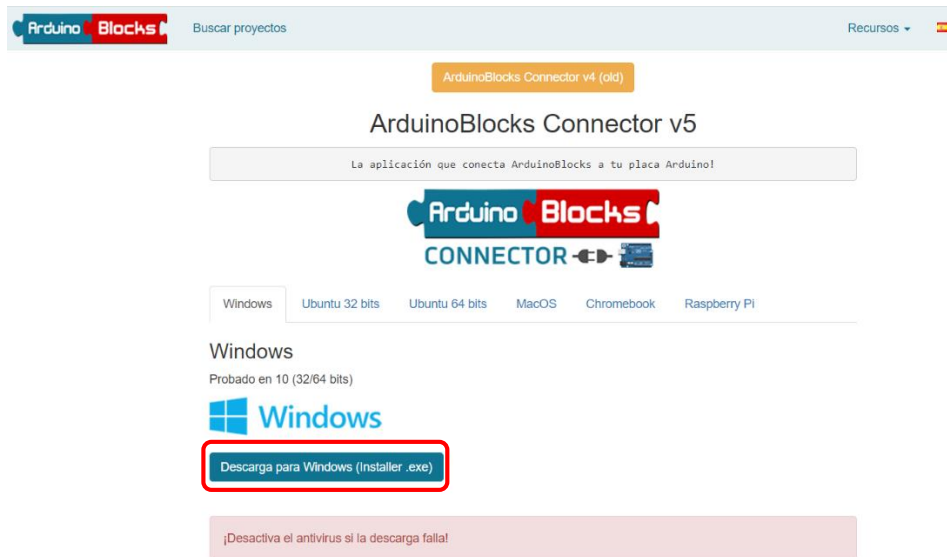 Arduino Blocks
Buscar proyectos
Recursos
ArduinoBlocks Connector v4 (old)
ArduinoBlocks Connector v5
La aplicación que conecta ArduinoBlocks a tu placa Arduino!
Arduino Blocks
CONNECTOR
Windows Ubuntu 32 bits Ubuntu 64 bits MacOS Chromebook Raspberry Pi
Windows
Probado en 10 (32/64 bits)
Windows
Descarga para Windows (Installer .exe)
¡Desactiva el antivirus si la descarga falla!